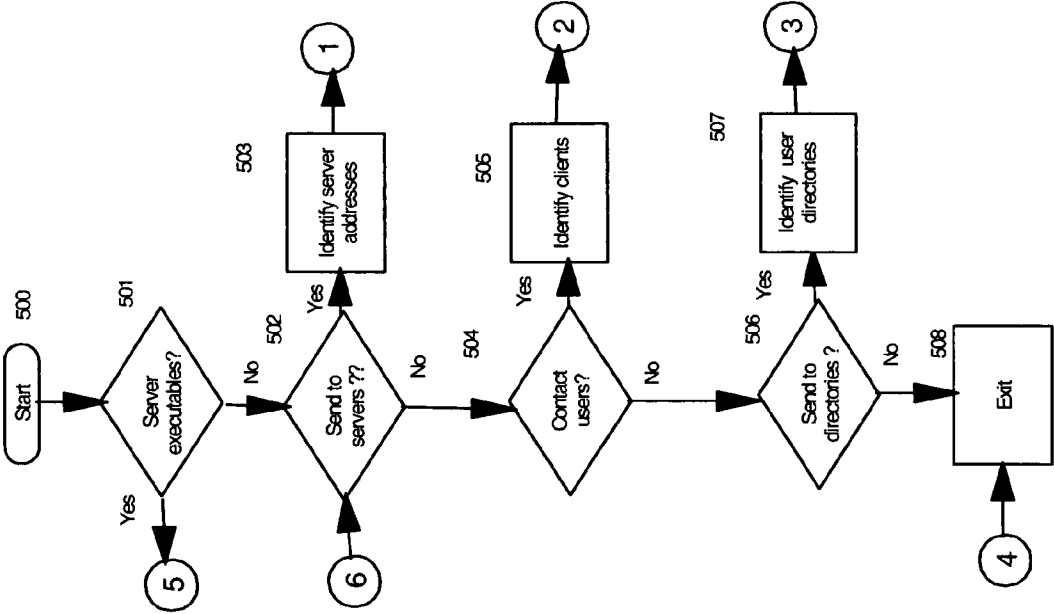 500
Start
501
Server
executables?
Yes
5
No
502
Send to
servers ??
6
Yes
503
Identify server
addresses
1
No
504
Contact
users?
Yes
505
Identify clients
2
No
506
Send to
directories ?
Yes
507
Identify user
directories
3
No
508
Exit
4